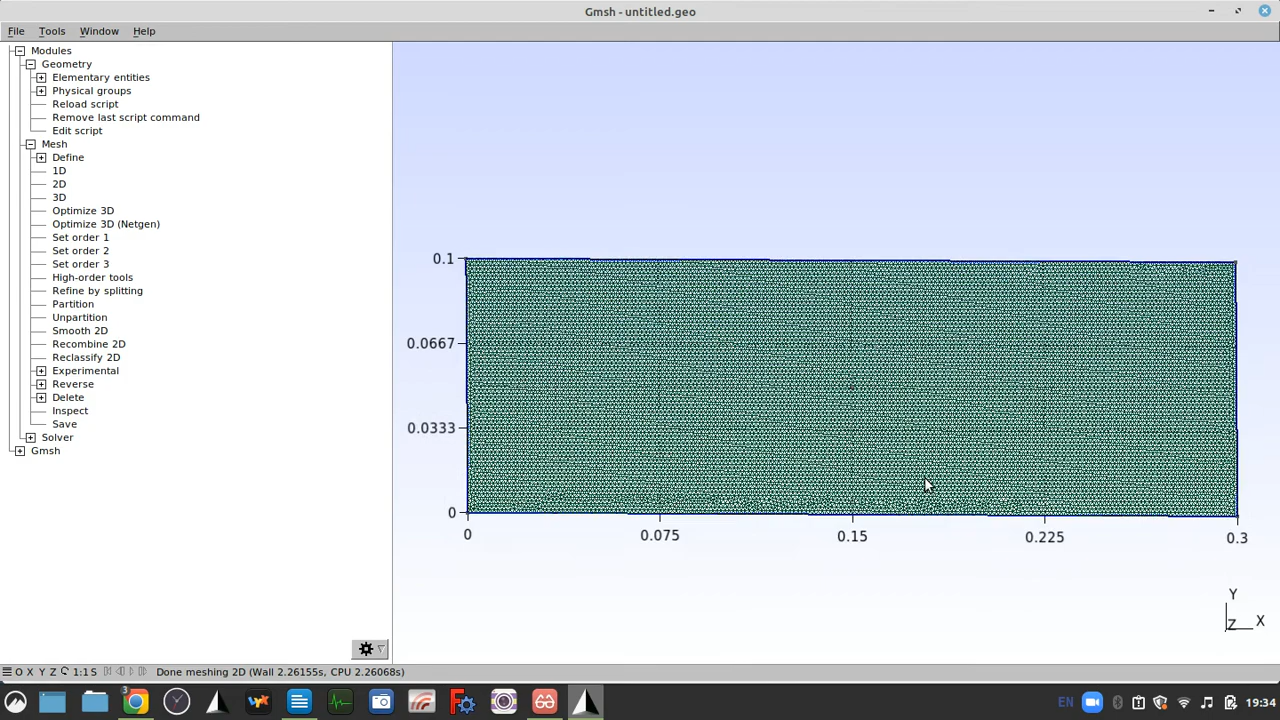 Gmsh - untitled.geo
File Tools Window Help
Modules
Geometry
Elementary entities
Physical groups
Reload script
Remove last script command
Edit script
Mesh
Define
1D
2D
3D
Optimize 3D
Optimize 3D (Netgen)
Set order 1
Set order 2
Set order 3
High-order tools
Refine by splitting
Partition
Unpartition
Smooth 2D
Recombine 2D
Reclassify 2D
Experimental
Reverse
Delete
Inspect
Save
Solver
Gmsh
0.1
0.0667
0.0333
0
0 0.075 0.15 0.225 0.3
Y
Z X
O X Y Z 1:1 S Done meshing 2D (Wall 2.26155s, CPU 2.26068s)
3 EN 19:34